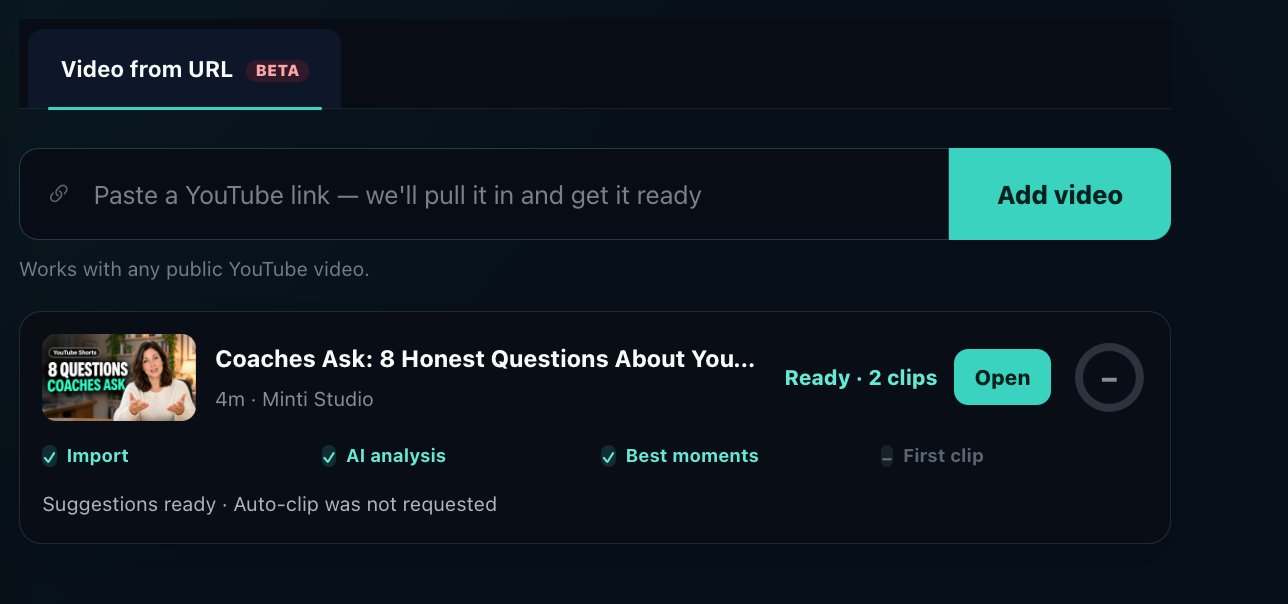 Video from URL BETA
Paste a YouTube link — we'll pull it in and get it ready
Add video
Works with any public YouTube video.
YouTube Shorts
8 QUESTIONS
COACHES ASK
Coaches Ask: 8 Honest Questions About You...
4m · Minti Studio
Ready · 2 clips
Open
–
Import
AI analysis
Best moments
– First clip
Suggestions ready · Auto-clip was not requested